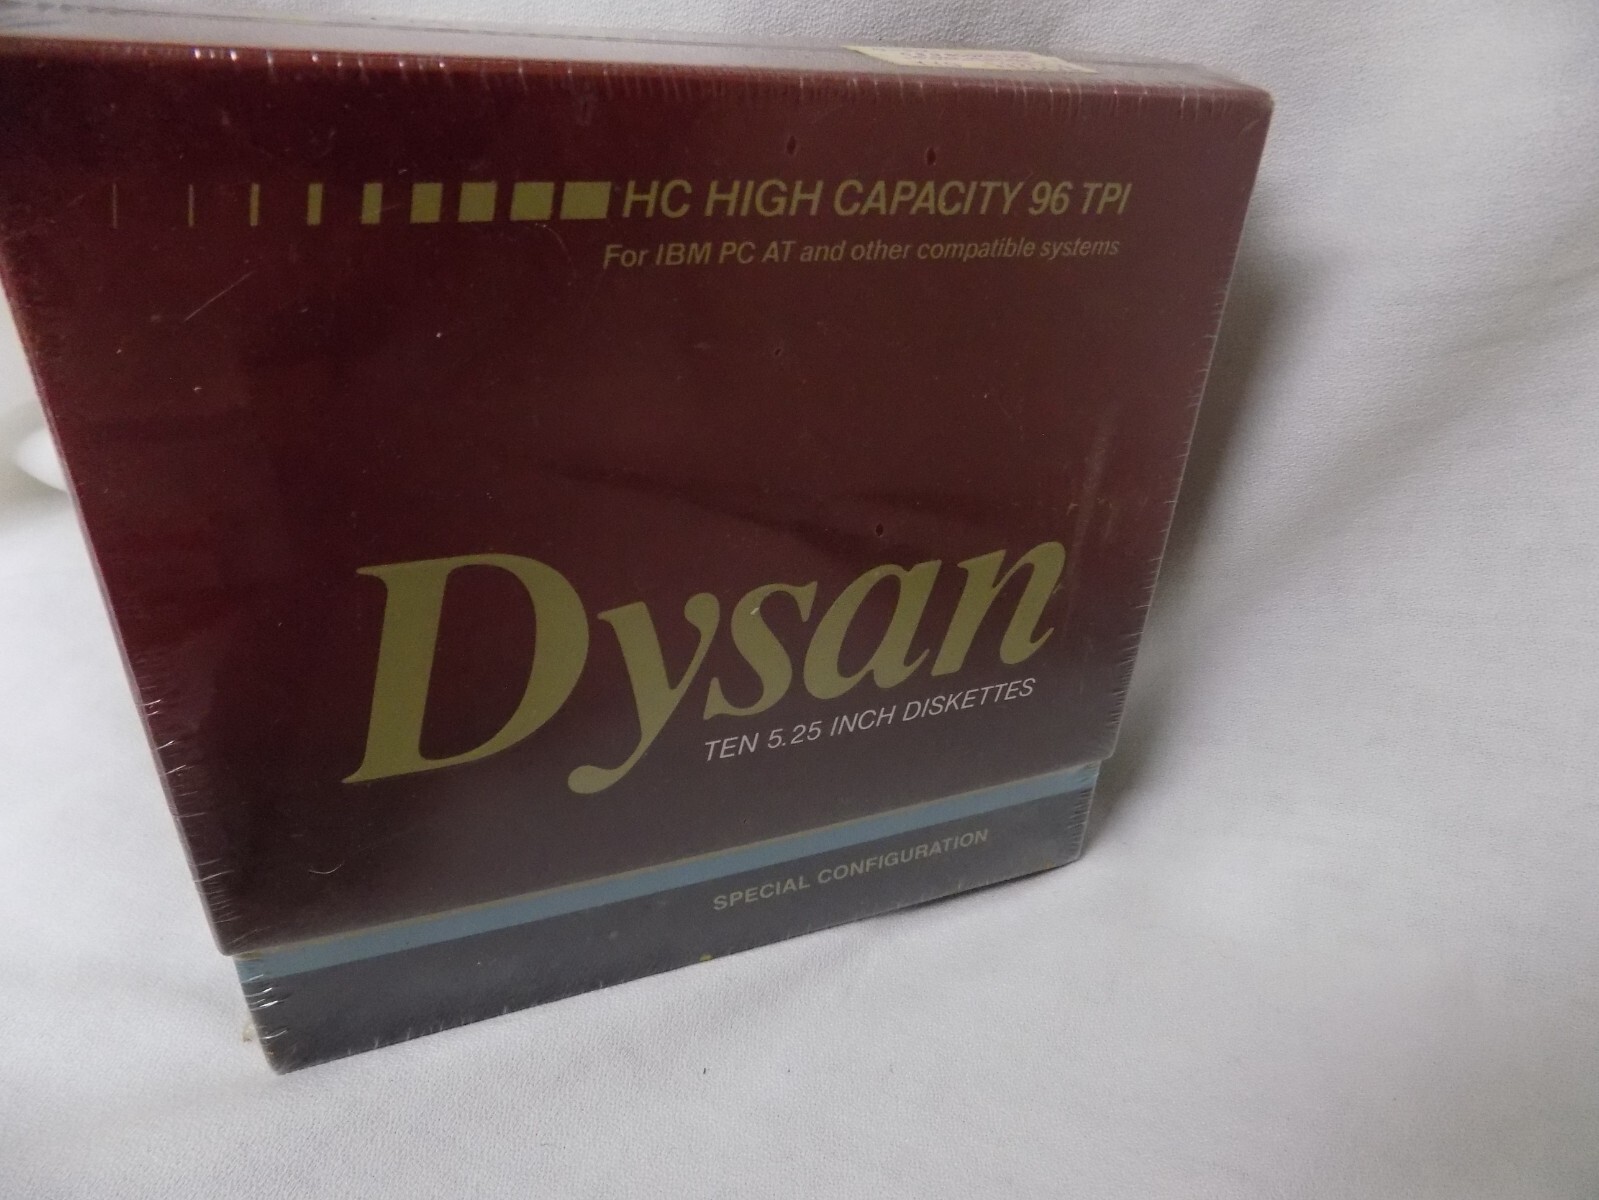 HC HIGH CAPACITY 96 TPI
For IBM PC AT and other compatible systems
Dysan
TEN 5.25 INCH DISKETTES
SPECIAL CONFIGURATION